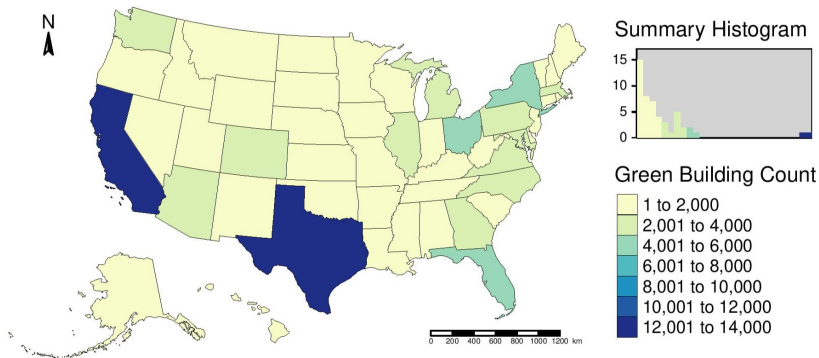 N
Summary Histogram
15
10
5
0
Green Building Count
1 to 2,000
2,001 to 4,000
4,001 to 6,000
6,001 to 8,000
8,001 to 10,000
10,001 to 12,000
12,001 to 14,000
0 200 400 600 800 1000 1200 km